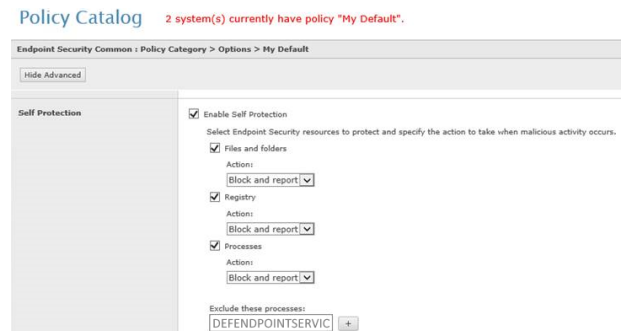 Policy Catalog 2 system(s) currently have policy "My Default".
Endpoint Security Common : Policy Category > Options > My Default
Hide Advanced
Self Protection
Enable Self Protection
Select Endpoint Security resources to protect and specify the action to take when malicious activity occurs.
Files and folders
Action:
Block and report
Registry
Action:
Block and report
Processes
Action:
Block and report
Exclude these processes:
DEFENDPOINTSERVIC +